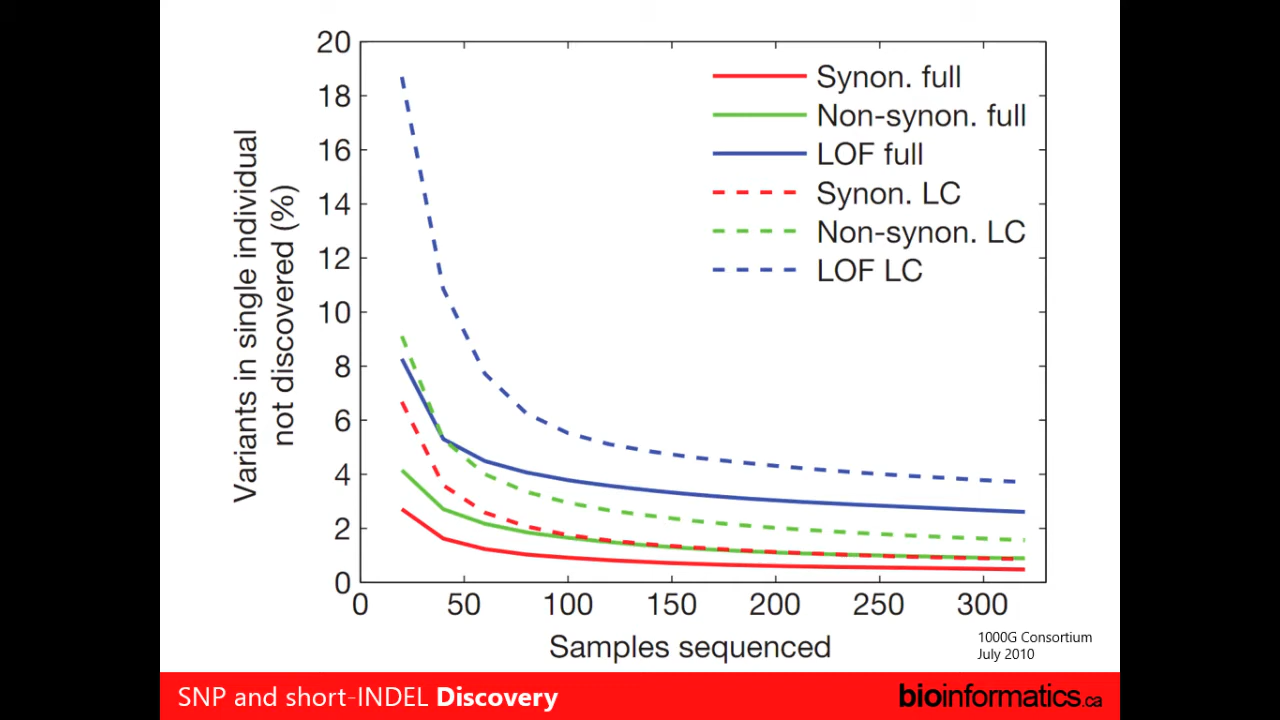 20
18
16
14
12
10
8
6
4
2
0
Variants in single individual
not discovered (%)
Synon. full
Non-synon. full
LOF full
Synon. LC
Non-synon. LC
LOF LC
0 50 100 150 200 250 300
Samples sequenced
1000G Consortium
July 2010
SNP and short-INDEL Discovery
bioinformatics.ca